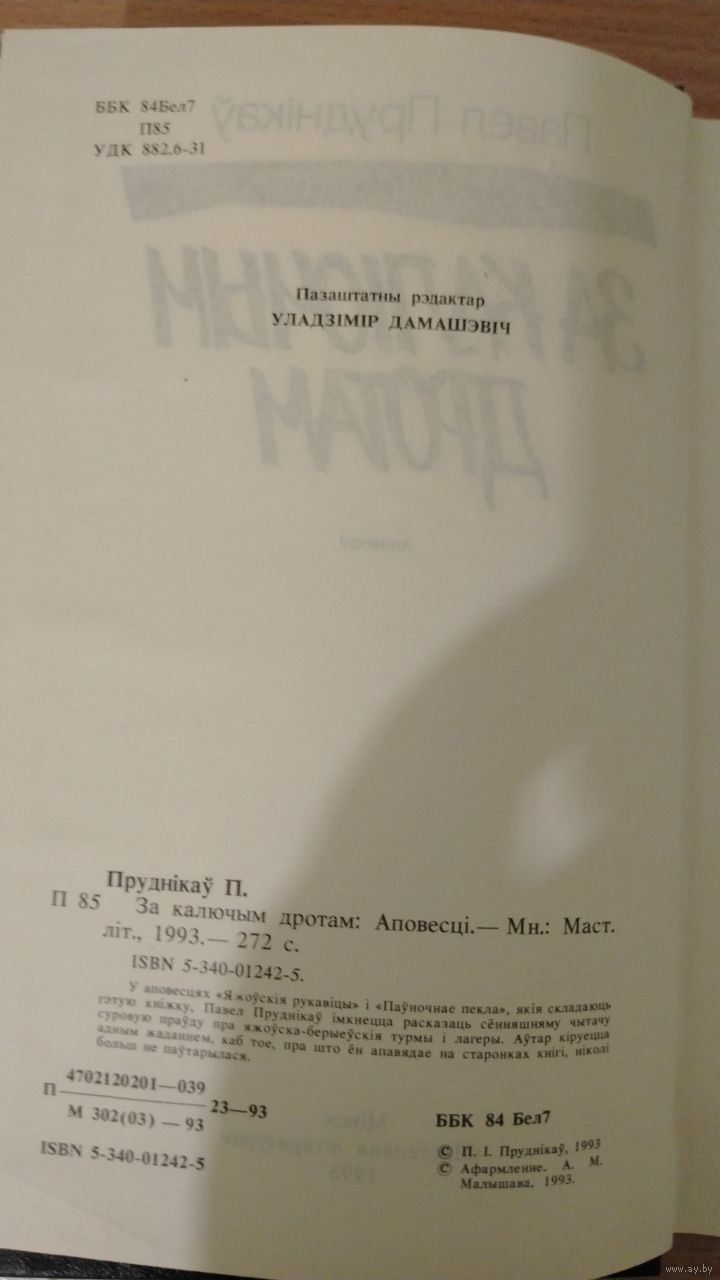 ББК 84Бел7
П85
УДК 882.6-31
Пазаштатны рэдактар
УЛАДЗІМІР ДАМАШЭВІЧ
Пруднікаў П.
П 85 За калючым дротам: Аповесці.— Мн.: Маст.
літ., 1993.— 272 с.
ISBN 5-340-01242-5.
У аповесцях «Яжоўскія рукавіцы» і «Паўночнае пекла», якія складаюць
гэтую кніжку, Павел Пруднікаў імкнецца расказаць сённяшняму чытачу
суровую праўду пра яжоўска-берыеўскія турмы і лагеры. Аўтар кіруецца
адным жаданнем, каб тое, пра што ён апавядае на старонках кнігі, ніколі
больш не паўтарылася.
П 4702120201—039
М 302(03) — 93
23—93
ББК 84 Бел7
ISBN 5-340-01242-5
© П. І. Пруднікаў, 1993
© Афармленне. А. М.
Малышава, 1993.
www.ay.by